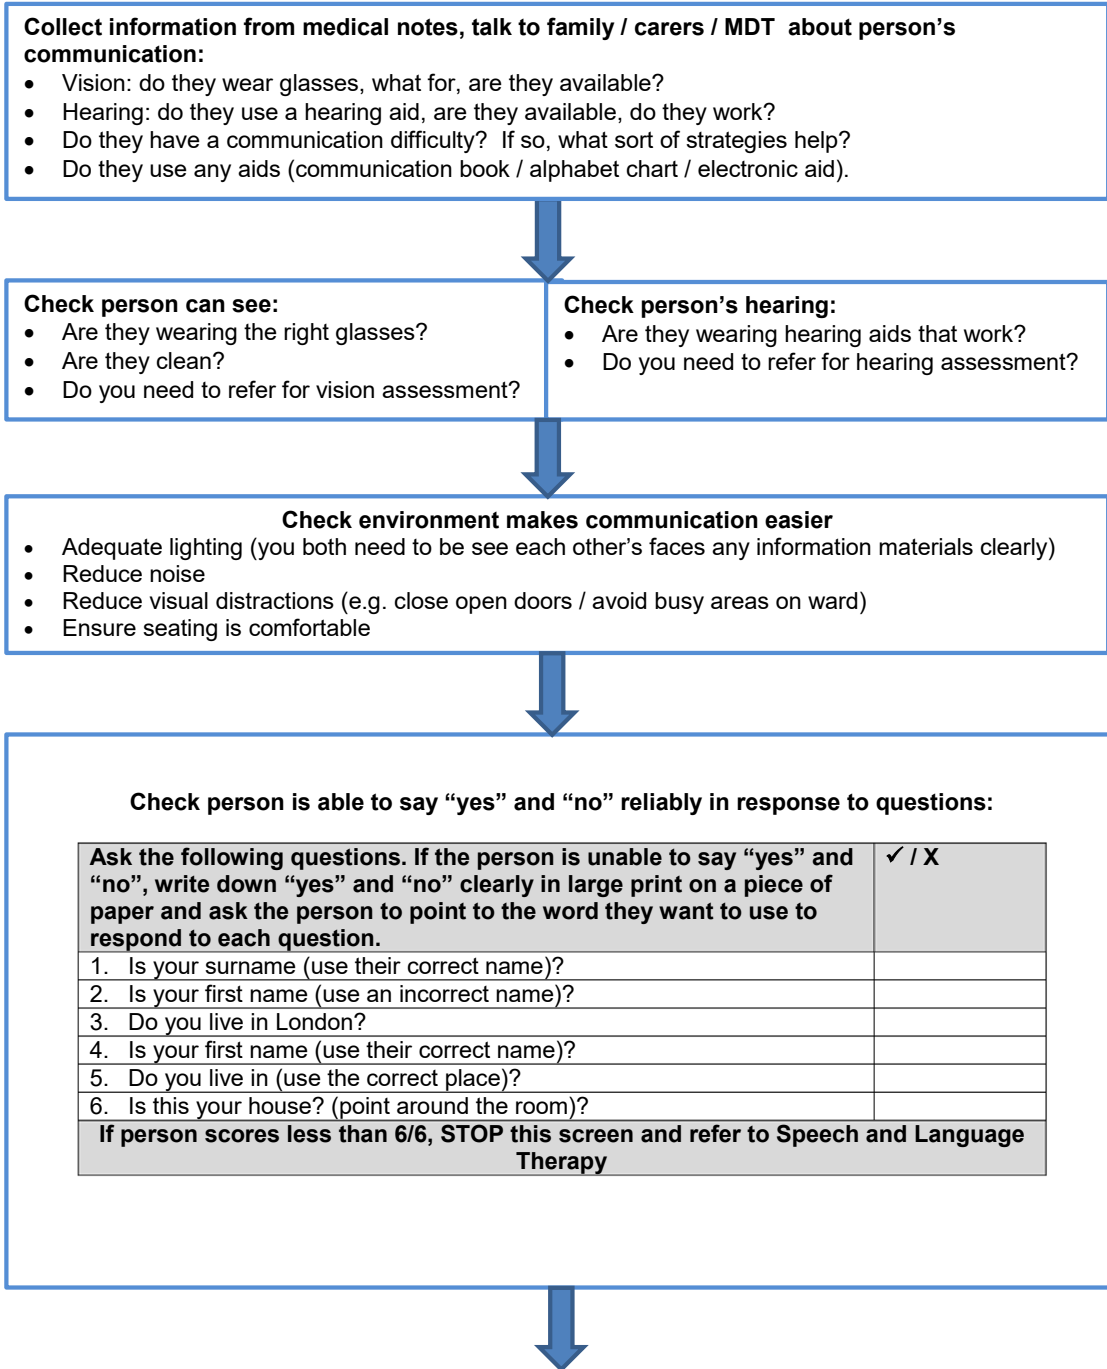 Collect information from medical notes, talk to family / carers / MDT  about person's
communication:
• Vision: do they wear glasses, what for, are they available?
• Hearing: do they use a hearing aid, are they available, do they work?
• Do they have a communication difficulty?  If so, what sort of strategies help?
• Do they use any aids (communication book / alphabet chart / electronic aid).
Check person can see:
• Are they wearing the right glasses?
• Are they clean?
• Do you need to refer for vision assessment?
Check person's hearing:
• Are they wearing hearing aids that work?
• Do you need to refer for hearing assessment?
Check environment makes communication easier
• Adequate lighting (you both need to be see each other's faces any information materials clearly)
• Reduce noise
• Reduce visual distractions (e.g. close open doors / avoid busy areas on ward)
• Ensure seating is comfortable
Check person is able to say “yes” and “no” reliably in response to questions:
Ask the following questions. If the person is unable to say “yes” and
“no”, write down “yes” and “no” clearly in large print on a piece of
paper and ask the person to point to the word they want to use to
respond to each question.
✓ / X
1. Is your surname (use their correct name)?
2. Is your first name (use an incorrect name)?
3. Do you live in London?
4. Is your first name (use their correct name)?
5. Do you live in (use the correct place)?
6. Is this your house? (point around the room)?
If person scores less than 6/6, STOP this screen and refer to Speech and Language
Therapy